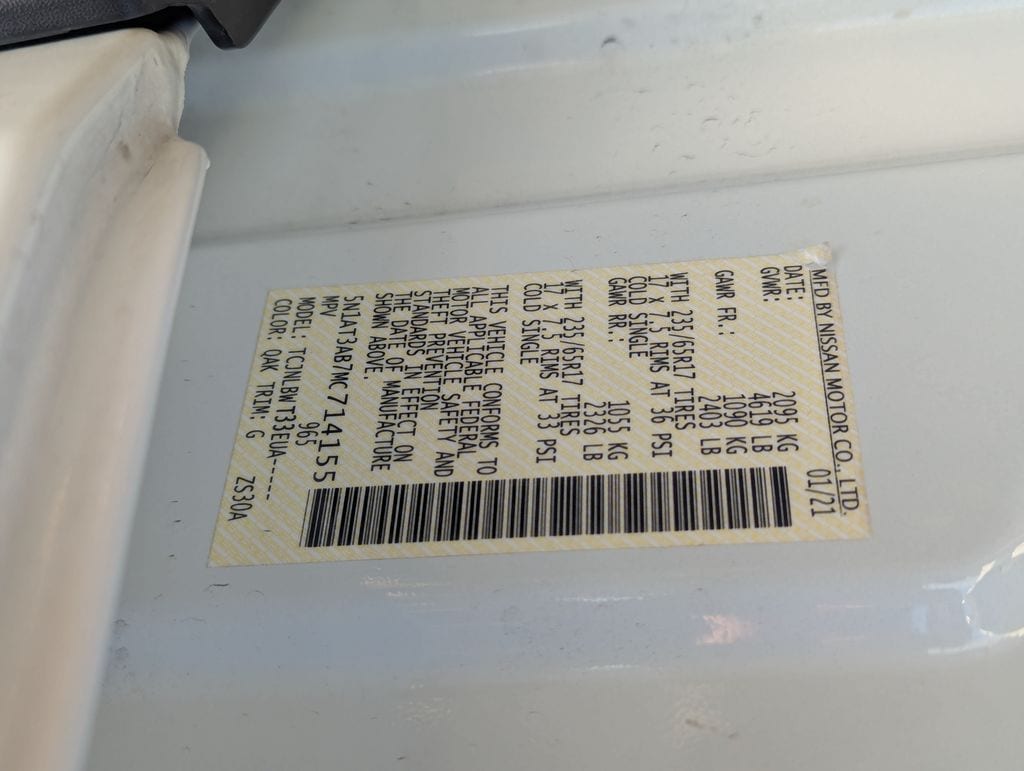 MFD BY NISSAN MOTOR CO., LTD.
DATE: 01/21
GVWR: 2095 KG
4619 LB
GAWR FR.: 1090 KG
2403 LB
WITH 235/65R17 TIRES
17 X 7.5 RIMS AT 36 PSI
COLD SINGLE
GAWR RR.: 1055 KG
2326 LB
WITH 235/65R17 TIRES
17 X 7.5 RIMS AT 33 PSI
COLD SINGLE
THIS VEHICLE CONFORMS TO
ALL APPLICABLE FEDERAL
MOTOR VEHICLE SAFETY AND
THEFT PREVENTION
STANDARDS IN EFFECT ON
THE DATE OF MANUFACTURE
SHOWN ABOVE.
5N1AT3AB7MC714155
MPV 965
MODEL: TCJNLBWT33EUA------
COLOR: QAK TRIM: G ZS30A